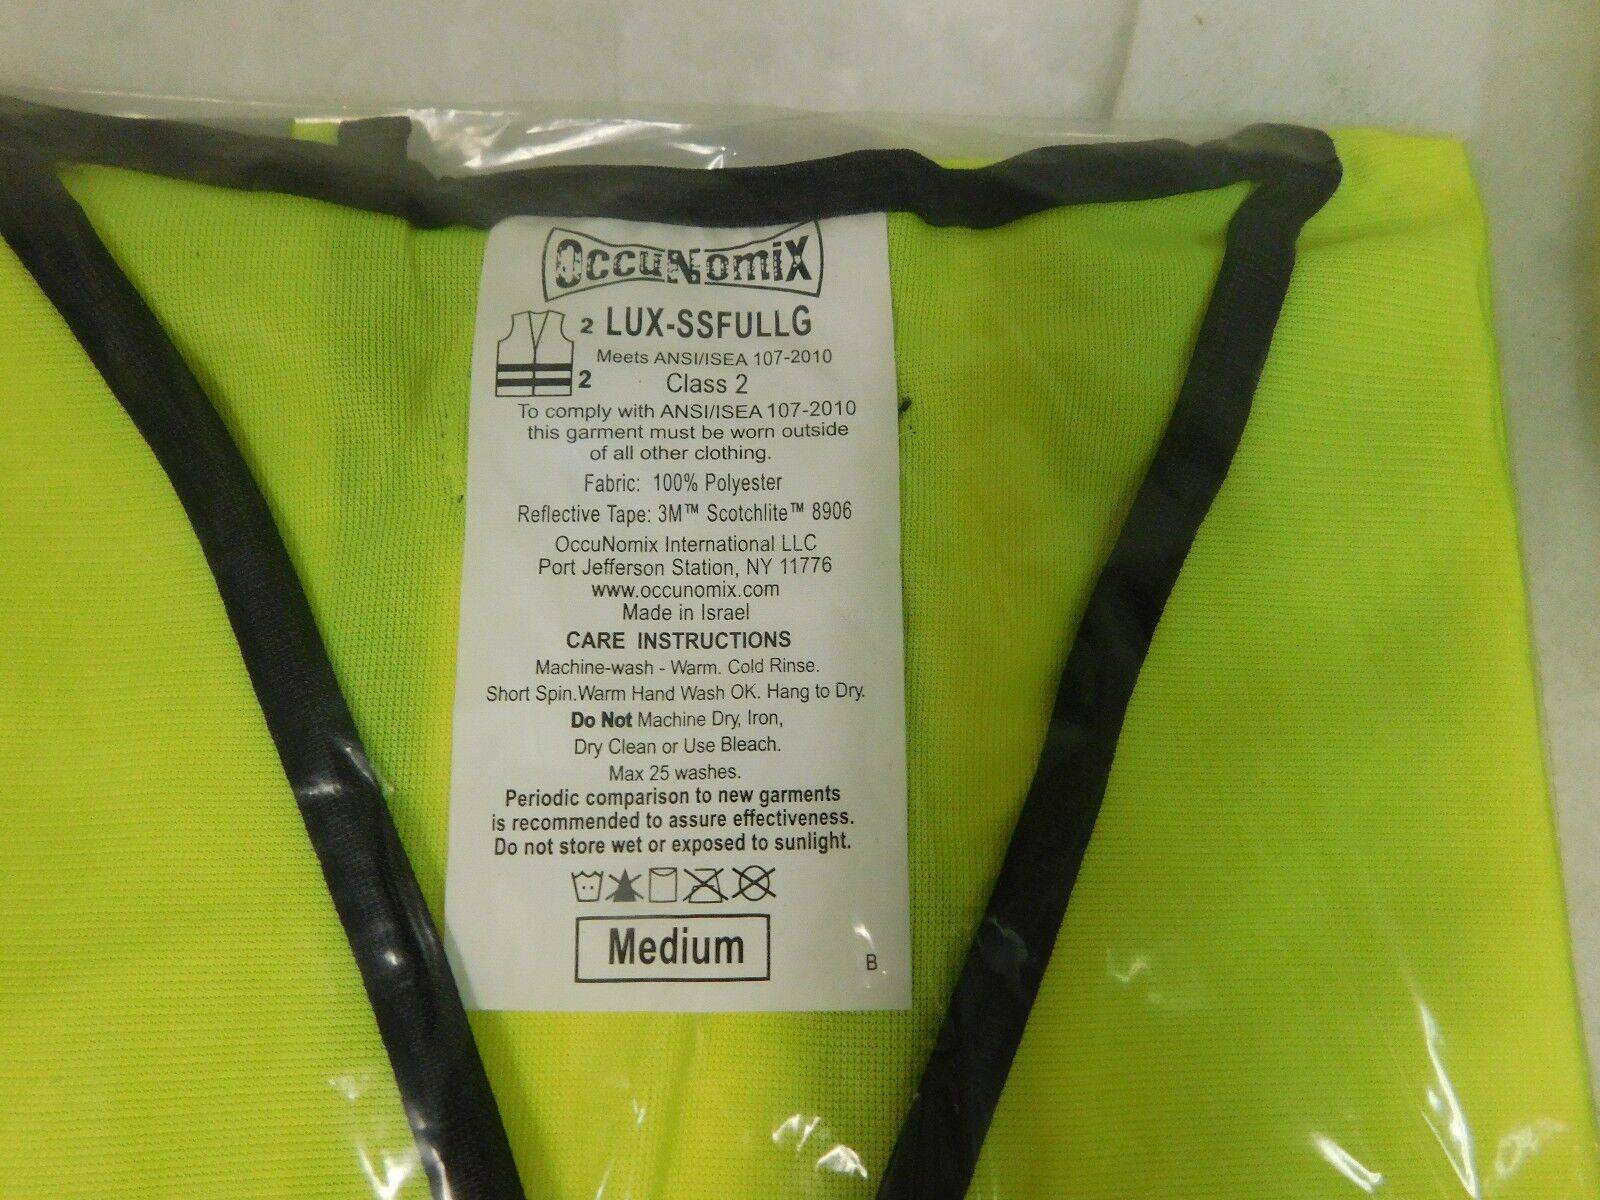 OccuNomiX
2 LUX-SSFULLG
Meets ANSI/ISEA 107-2010
2 Class 2
To comply with ANSI/ISEA 107-2010
this garment must be worn outside
of all other clothing.
Fabric: 100% Polyester
Reflective Tape: 3M™ Scotchlite™ 8906
OccuNomix International LLC
Port Jefferson Station, NY 11776
www.occunomix.com
Made in Israel
CARE INSTRUCTIONS
Machine-wash - Warm. Cold Rinse.
Short Spin.Warm Hand Wash OK. Hang to Dry.
Do Not Machine Dry, Iron,
Dry Clean or Use Bleach.
Max 25 washes.
Periodic comparison to new garments
is recommended to assure effectiveness.
Do not store wet or exposed to sunlight.
Medium
B